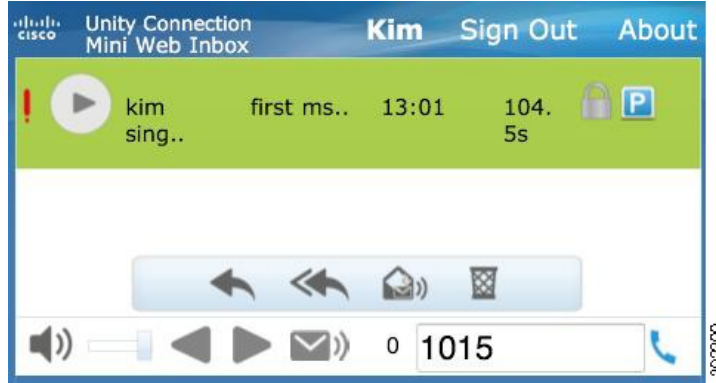 cisco Unity Connection Kim Sign Out About
Mini Web Inbox
kim first ms.. 13:01 104. P
sing.. 5s
0 1015